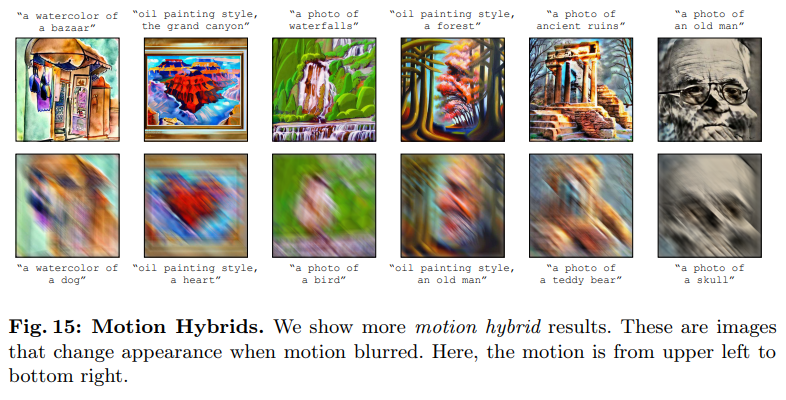 "a watercolor of
a bazaar"
"oil painting style,
the grand canyon"
"a photo of
waterfalls"
"oil painting style,
a forest"
"a photo of
ancient ruins"
"a photo of
an old man"
"a watercolor of
a dog"
"oil painting style,
a heart"
"a photo of
a bird"
"oil painting style,
an old man"
"a photo of
a teddy bear"
"a photo of
a skull"
Fig. 15: Motion Hybrids. We show more motion hybrid results. These are images
that change appearance when motion blurred. Here, the motion is from upper left to
bottom right.